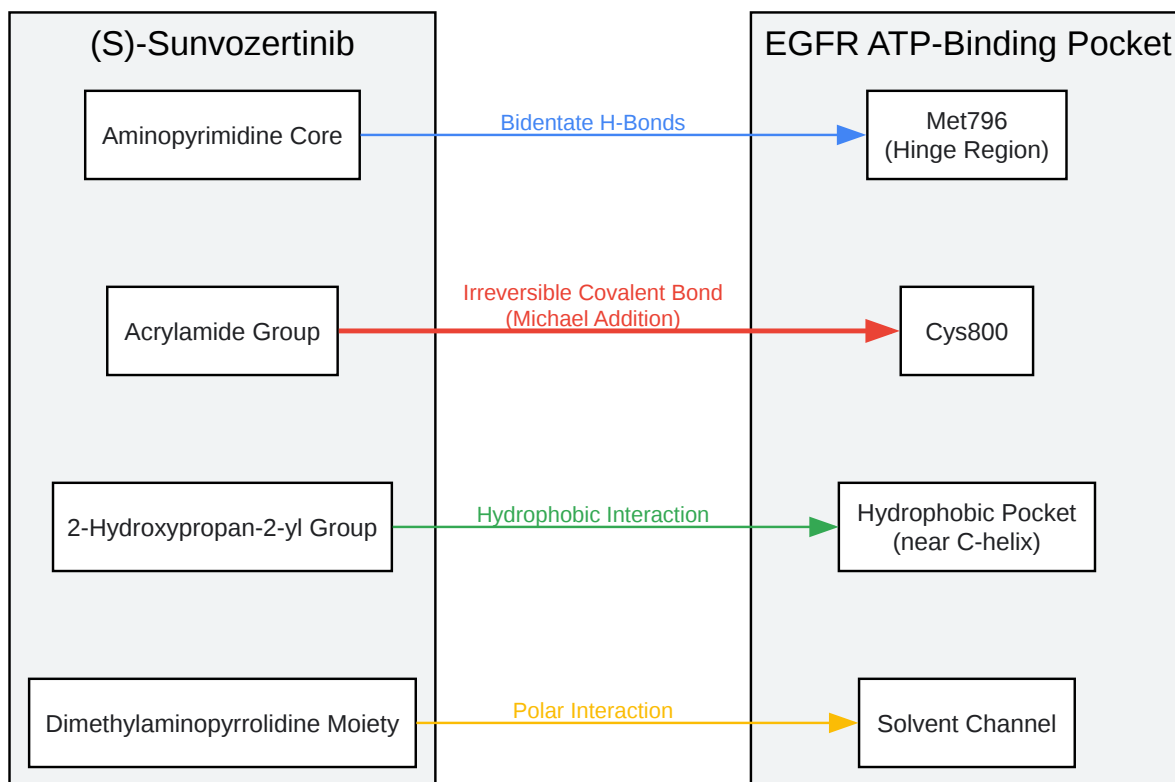 (S)-Sunvozertinib
EGFR ATP-Binding Pocket
Aminopyrimidine Core
Bidentate H-Bonds
Met796
(Hinge Region)
Acrylamide Group
Irreversible Covalent Bond
(Michael Addition)
Cys800
2-Hydroxypropan-2-yl Group
Hydrophobic Interaction
Hydrophobic Pocket
(near C-helix)
Dimethylaminopyrrolidine Moiety
Polar Interaction
Solvent Channel